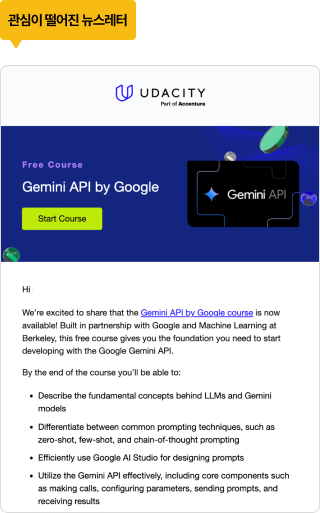 관심이 떨어진 뉴스레터
UDACITY
Part of Accenture
Free Course
Gemini API by Google
Start Course
Gemini API
Hi
We're excited to share that the Gemini API by Google course is now
available! Built in partnership with Google and Machine Learning at
Berkeley, this free course gives you the foundation you need to start
developing with the Google Gemini API.
By the end of the course you'll be able to:
• Describe the fundamental concepts behind LLMs and Gemini
models
• Differentiate between common prompting techniques, such as
zero-shot, few-shot, and chain-of-thought prompting
• Efficiently use Google AI Studio for designing prompts
• Utilize the Gemini API effectively, including core components such
as making calls, configuring parameters, sending prompts, and
receiving results